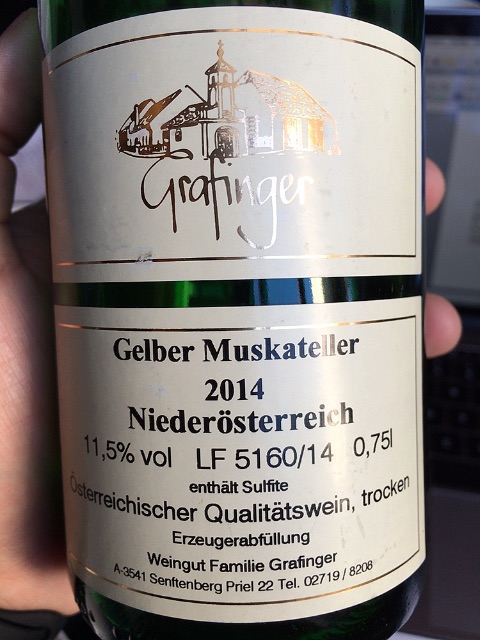 Grafinger
Gelber Muskateller
2014
Niederösterreich
11,5% vol LF 5160/14 0,75l
enthält Sulfite
Österreichischer Qualitätswein, trocken
Erzeugerabfüllung
Weingut Familie Grafinger
A-3541 Senftenberg Priel 22 Tel. 02719 / 8208